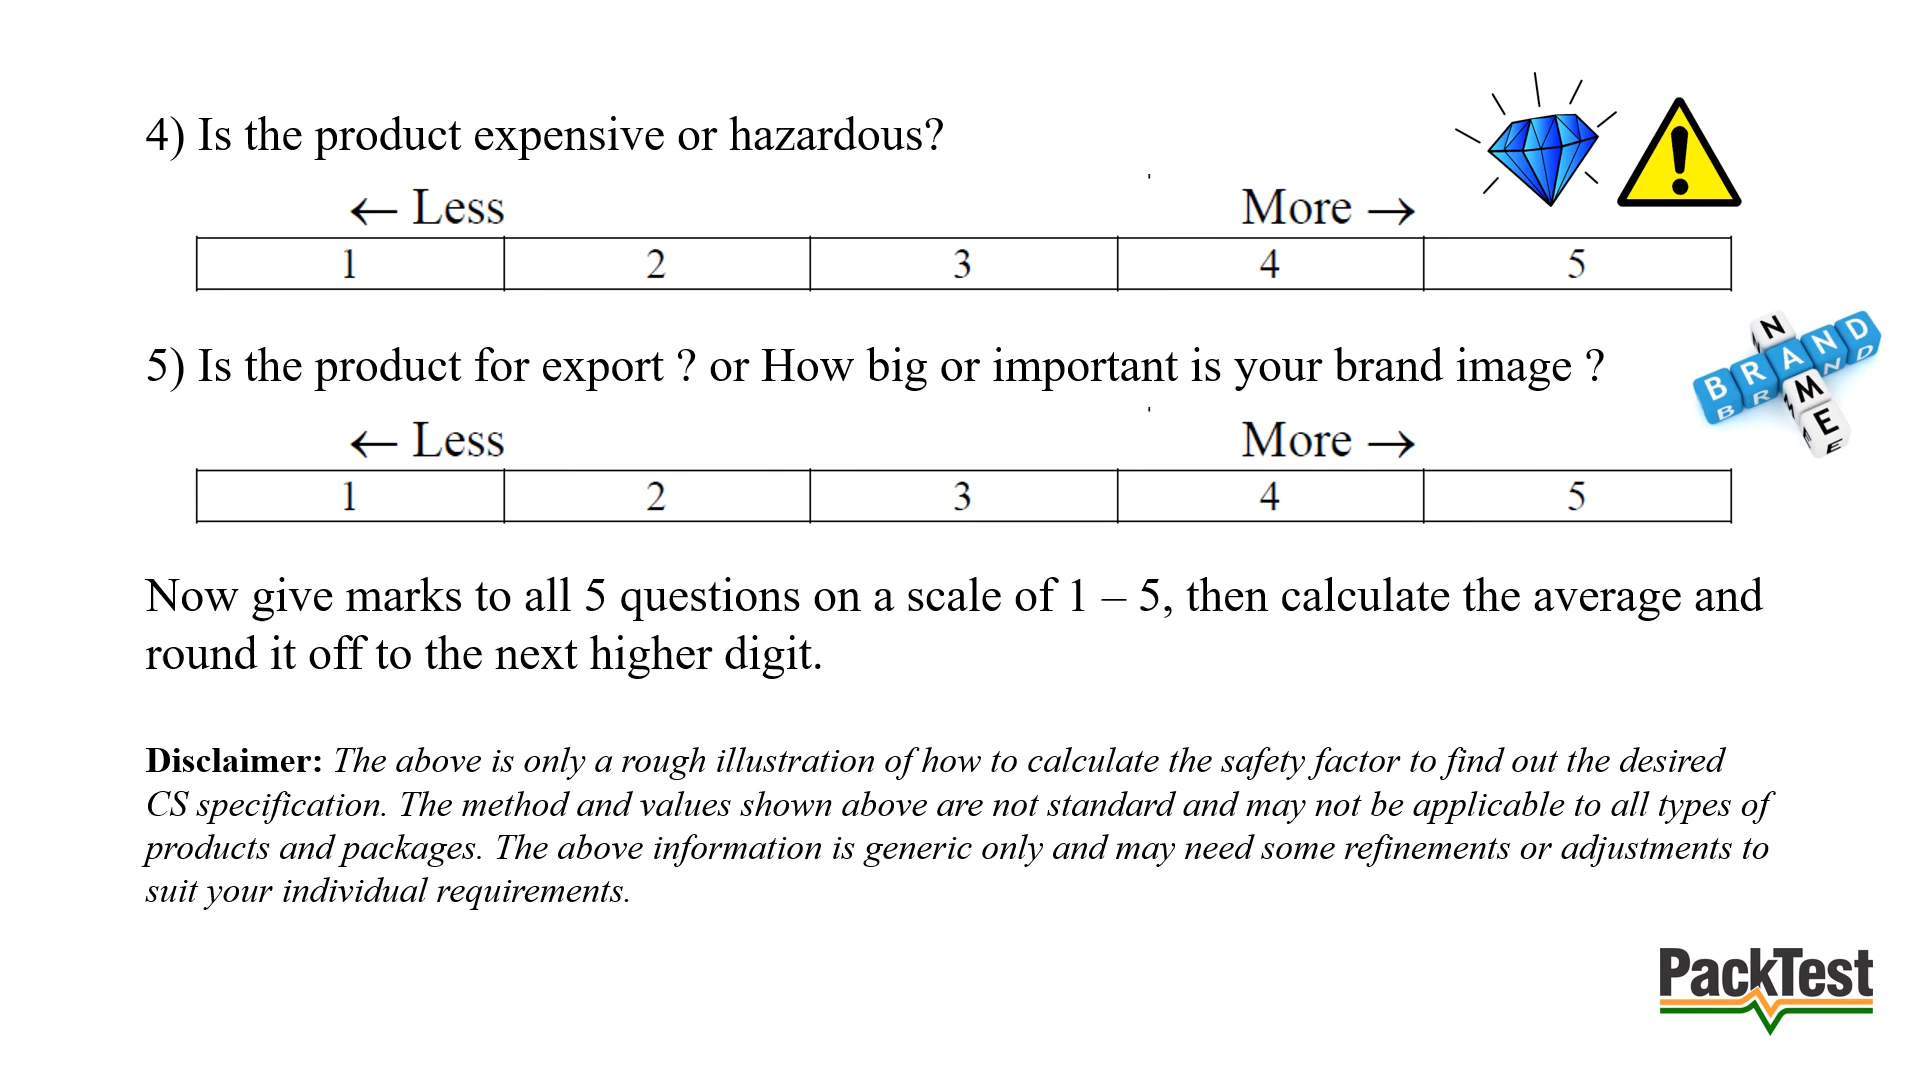 4) Is the product expensive or hazardous?
← Less More →
1 2 3 4 5
5) Is the product for export ? or How big or important is your brand image ?
BRAND
NAME
← Less More →
1 2 3 4 5
Now give marks to all 5 questions on a scale of 1 – 5, then calculate the average and
round it off to the next higher digit.
Disclaimer: The above is only a rough illustration of how to calculate the safety factor to find out the desired
CS specification. The method and values shown above are not standard and may not be applicable to all types of
products and packages. The above information is generic only and may need some refinements or adjustments to
suit your individual requirements.
PackTest